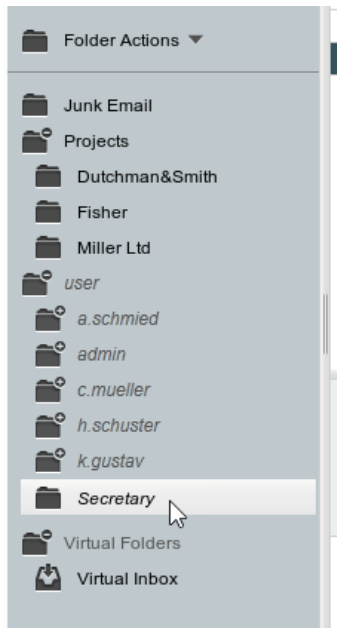 Folder Actions
Junk Email
Projects
Dutchman&Smith
Fisher
Miller Ltd
user
a.schmied
admin
c.mueller
h.schuster
k.gustav
Secretary
Virtual Folders
Virtual Inbox